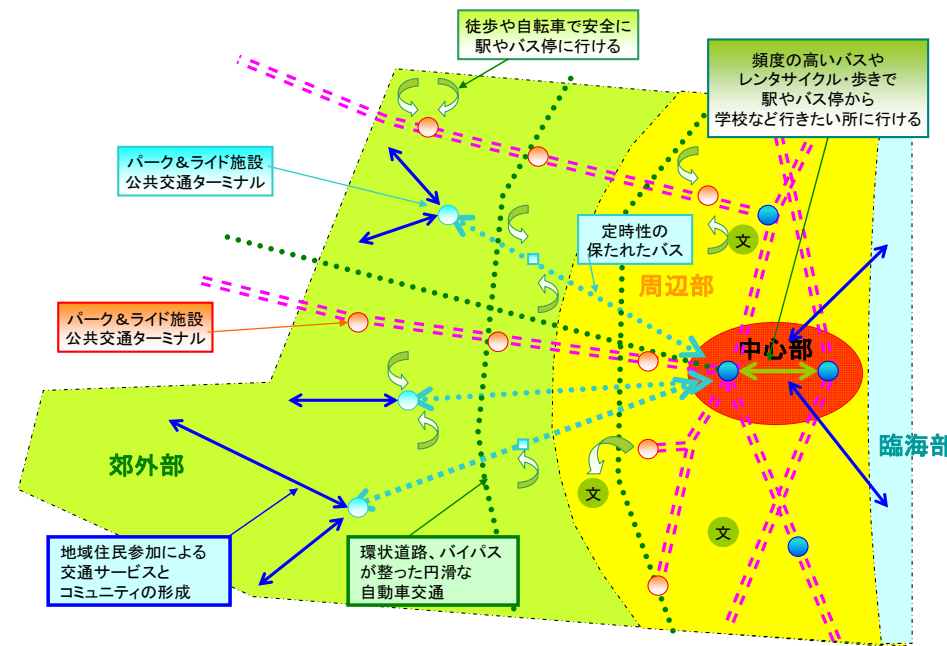 徒歩や自転車で安全に
駅やバス停に行ける
頻度の高いバスや
レンタサイクル・歩きで
駅やバス停から
学校など行きたい所に行ける
パーク＆ライド施設
公共交通ターミナル
定時性の
保たれたバス
文
周辺部
パーク＆ライド施設
公共交通ターミナル
中心部
臨海部
郊外部
文
文
地域住民参加による
交通サービスと
コミュニティの形成
環状道路、バイパス
が整った円滑な
自動車交通